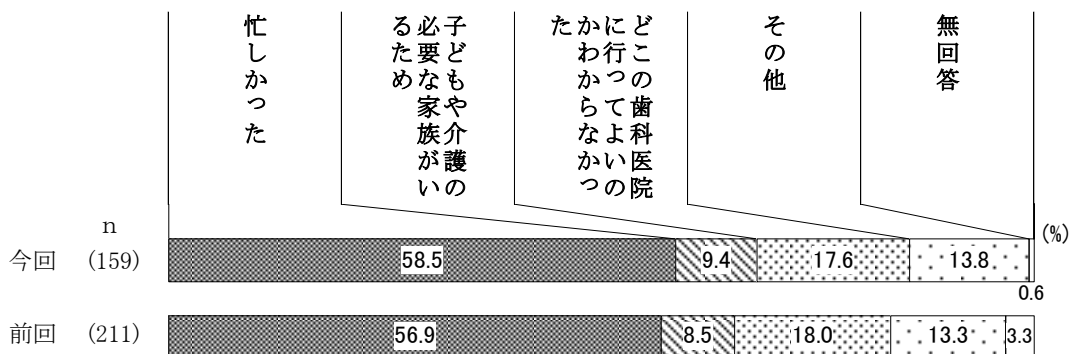 忙しかった
子どもや介護の
必要な家族がい
るため
どこの歯科医院
に行ってよいの
かわからなかっ
た
その他
無回答
n
(%)
今回 (159) 58.5 9.4 17.6 13.8 0.6
前回 (211) 56.9 8.5 18.0 13.3 3.3